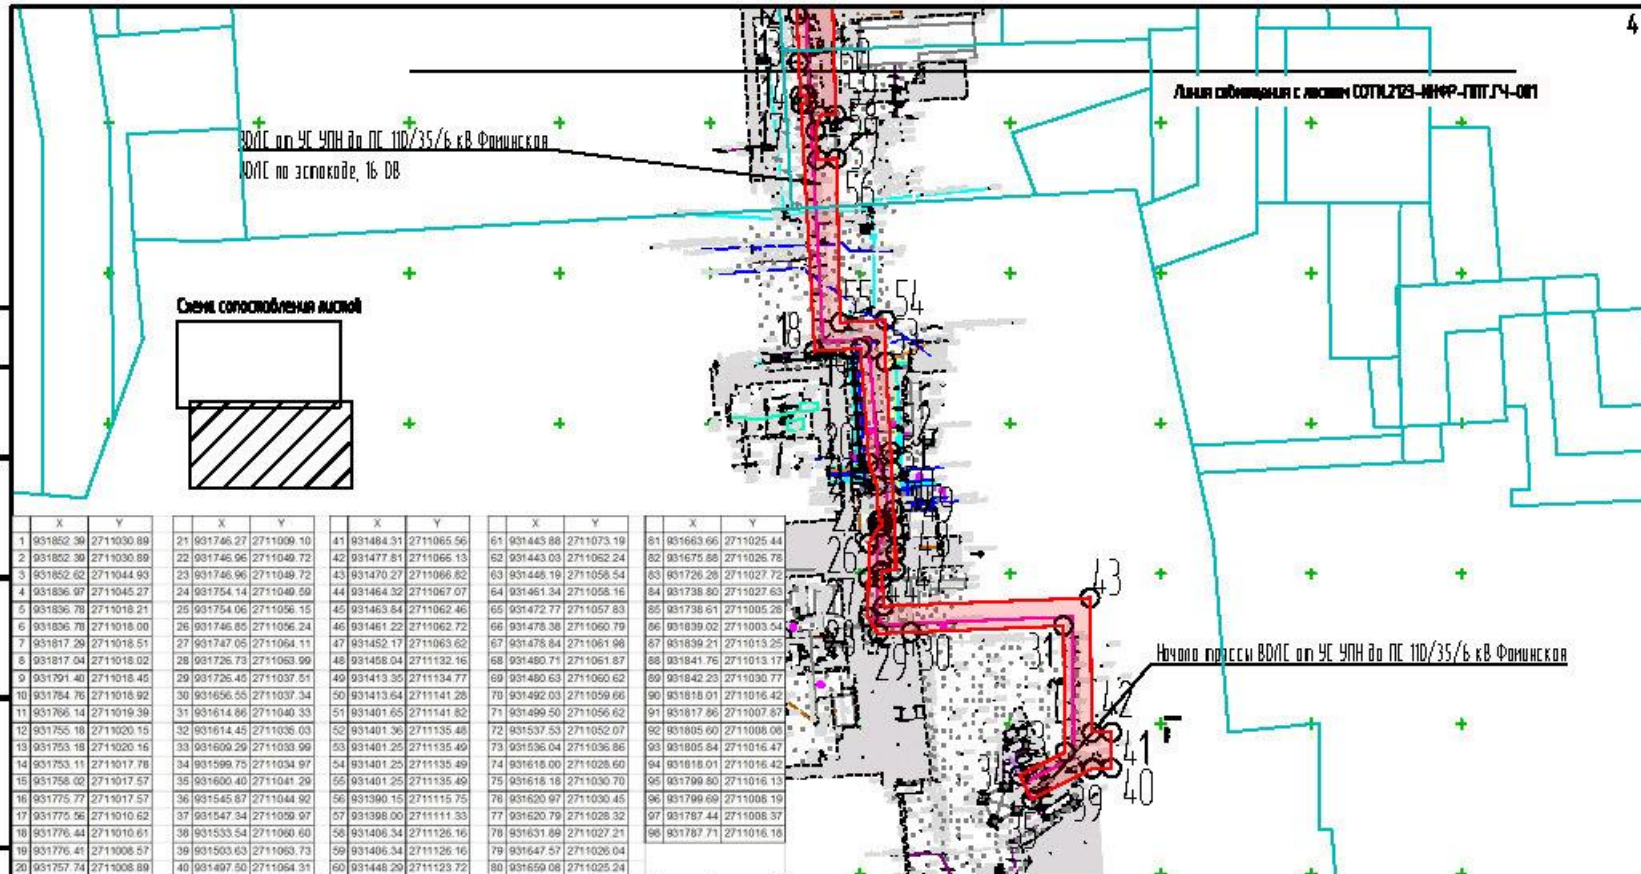 4
Линия совмещения с листом СОТИ.2129-ИНФР-ППТ.ГЧ-001
ВОЛС от УС УПН до ПС 110/35/6 кВ Фоминская
ВОЛС по эстакаде, 16 ОВ
56
55 54
18
Схема сопоставления листов
26
27
44
43
29 30
31
42
41
40
39
34
Начало трассы ВОЛС от УС УПН до ПС 110/35/6 кВ Фоминская
X Y X Y X Y X Y X Y
1 931852.39 2711030.89 21 931746.27 2711009.10 41 931484.31 2711065.56 61 931443.88 2711073.19 81 931663.66 2711025.44
2 931852.39 2711030.89 22 931746.96 2711049.72 42 931477.81 2711066.13 62 931443.03 2711062.24 82 931675.88 2711026.78
3 931852.62 2711044.93 23 931746.96 2711049.72 43 931470.27 2711066.82 63 931448.19 2711058.54 83 931726.28 2711027.72
4 931836.97 2711045.27 24 931754.14 2711049.59 44 931464.32 2711067.07 64 931461.34 2711058.16 84 931738.80 2711027.63
5 931836.78 2711018.21 25 931754.06 2711056.15 45 931463.84 2711062.46 65 931472.77 2711057.83 85 931738.61 2711005.28
6 931836.78 2711018.00 26 931746.85 2711056.24 46 931461.22 2711062.72 66 931478.38 2711060.79 86 931839.02 2711003.54
7 931817.29 2711018.51 27 931747.05 2711064.11 47 931452.17 2711063.62 67 931478.84 2711061.98 87 931839.21 2711013.25
8 931817.04 2711018.02 28 931726.73 2711063.99 48 931458.04 2711132.16 68 931480.71 2711061.87 88 931841.76 2711013.17
9 931791.40 2711018.45 29 931726.45 2711037.51 49 931413.35 2711134.77 69 931480.63 2711060.62 89 931842.23 2711030.77
10 931784.76 2711018.92 30 931656.55 2711037.34 50 931413.64 2711141.28 70 931492.03 2711059.66 90 931818.01 2711016.42
11 931766.14 2711019.39 31 931614.86 2711040.33 51 931401.65 2711141.82 71 931499.50 2711056.62 91 931817.86 2711007.87
12 931755.18 2711020.15 32 931614.45 2711035.03 52 931401.36 2711135.48 72 931537.53 2711052.07 92 931805.60 2711008.08
13 931753.18 2711020.16 33 931609.29 2711033.99 53 931401.25 2711135.49 73 931536.04 2711036.86 93 931805.84 2711016.47
14 931753.11 2711017.78 34 931599.75 2711034.97 54 931401.25 2711135.49 74 931618.00 2711028.60 94 931818.01 2711016.42
15 931758.02 2711017.57 35 931600.40 2711041.29 55 931401.25 2711135.49 75 931618.18 2711030.70 95 931799.80 2711016.13
16 931775.77 2711017.57 36 931545.87 2711044.92 56 931390.15 2711115.75 76 931620.97 2711030.45 96 931799.69 2711008.19
17 931775.56 2711010.62 37 931547.34 2711059.97 57 931398.00 2711111.33 77 931620.79 2711028.32 97 931787.44 2711008.37
18 931776.44 2711010.61 38 931533.54 2711060.60 58 931406.34 2711126.16 78 931631.89 2711027.21 98 931787.71 2711016.18
19 931776.41 2711008.57 39 931503.63 2711063.73 59 931406.34 2711126.16 79 931647.57 2711026.04
20 931757.74 2711008.89 40 931497.50 2711064.31 60 931448.29 2711123.72 80 931659.08 2711025.24